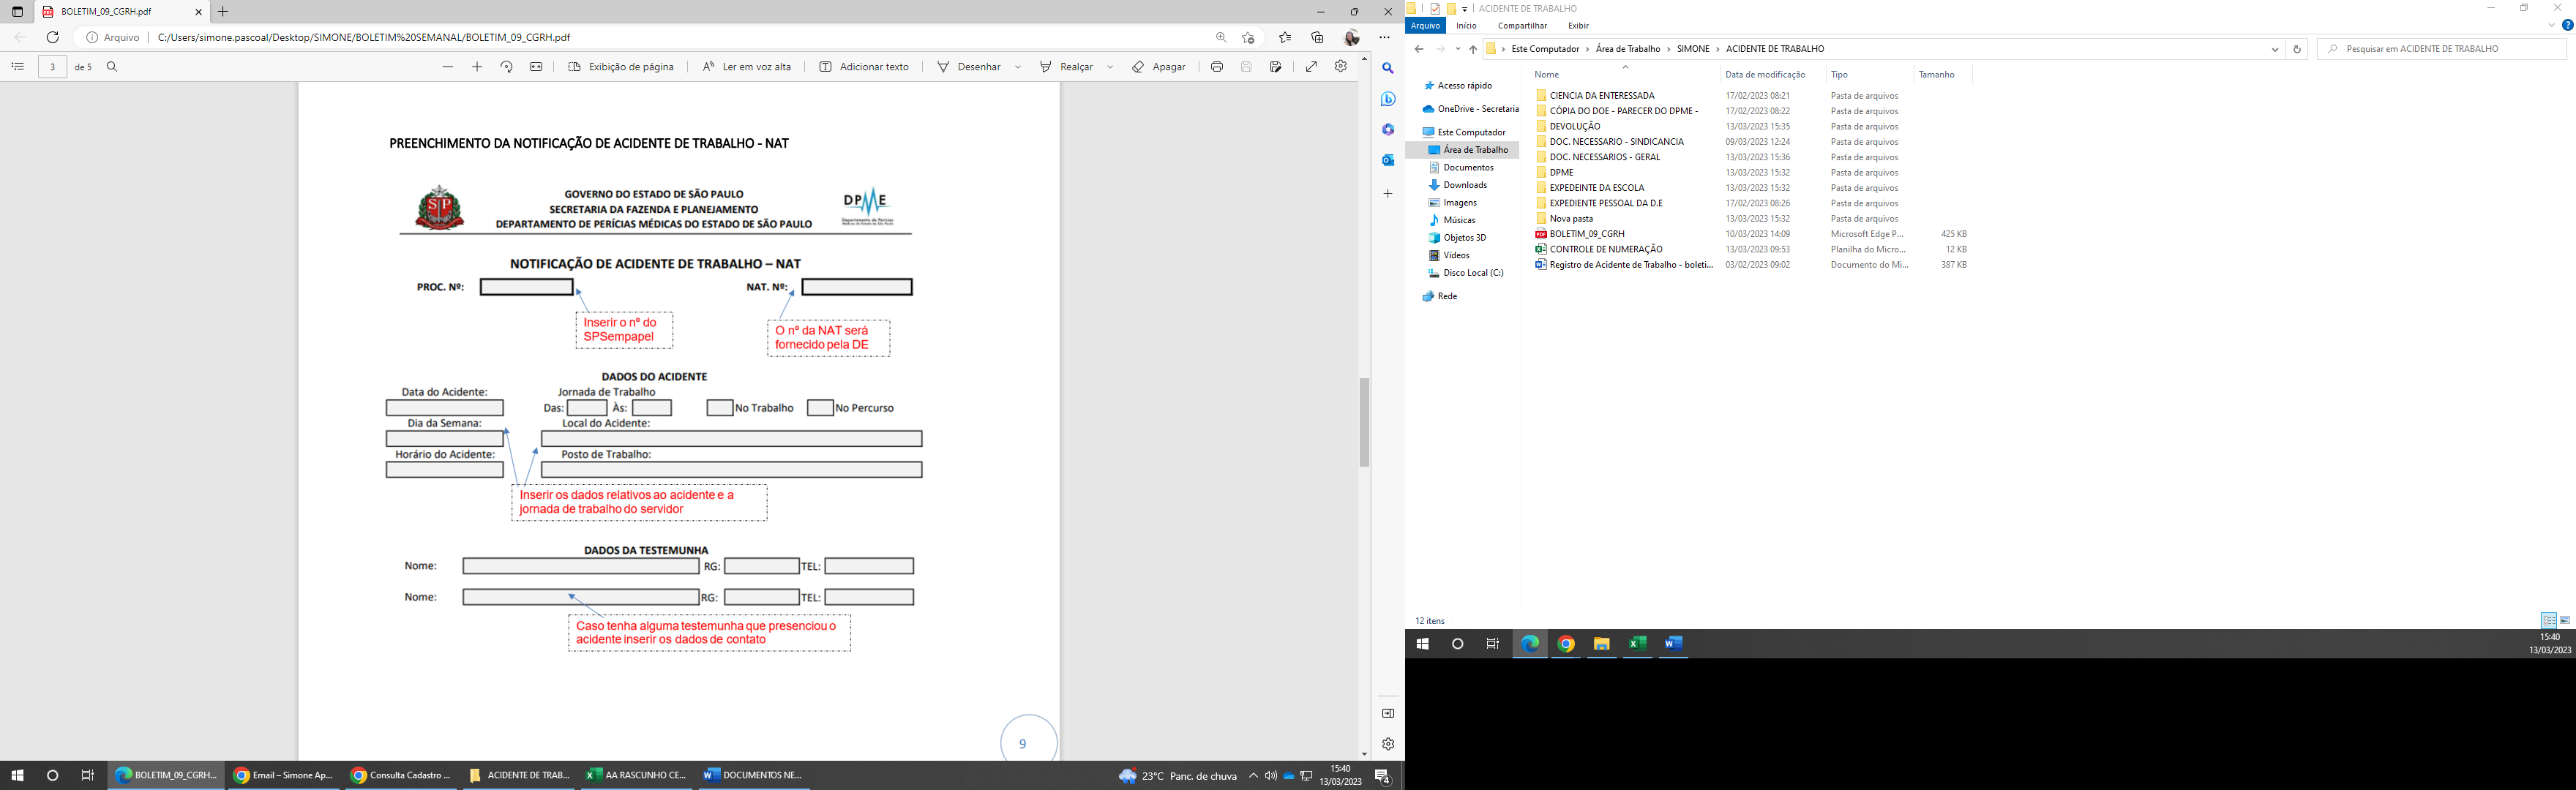 BOLETIM_09_CGRH.pdf
Arquivo
C:/Users/simone.pascoal/Desktop/SIMONE/BOLETIM%20SEMANAL/BOLETIM_09_CGRH.pdf
3 de 5
Exibição de página
Ler em voz alta
Adicionar texto
Desenhar
Realçar
Apagar
PREENCHIMENTO DA NOTIFICAÇÃO DE ACIDENTE DE TRABALHO - NAT
GOVERNO DO ESTADO DE SÃO PAULO
SECRETARIA DA FAZENDA E PLANEJAMENTO
DEPARTAMENTO DE PERÍCIAS MÉDICAS DO ESTADO DE SÃO PAULO
DPME
NOTIFICAÇÃO DE ACIDENTE DE TRABALHO – NAT
PROC. Nº:
NAT. Nº:
Inserir o nº do
SPSempapel
O nº da NAT será
fornecido pela DE
DADOS DO ACIDENTE
Data do Acidente:
Jornada de Trabalho
Das: Às: No Trabalho No Percurso
Dia da Semana:
Local do Acidente:
Horário do Acidente:
Posto de Trabalho:
Inserir os dados relativos ao acidente e a
jornada de trabalho do servidor
DADOS DA TESTEMUNHA
Nome: RG: TEL:
Nome: RG: TEL:
Caso tenha alguma testemunha que presenciou o
acidente inserir os dados de contato
9
BOLETIM_09_CGRH...
Email – Simone Ap...
Consulta Cadastro ...
ACIDENTE DE TRAB...
AA RASCUNHO CE...
DOCUMENTOS NE...
23°C Panc. de chuva
15:40
13/03/2023
4
ACIDENTE DE TRABALHO
Arquivo Início Compartilhar Exibir
Este Computador > Área de Trabalho > SIMONE > ACIDENTE DE TRABALHO
Pesquisar em ACIDENTE DE TRABALHO
Nome Data de modificação Tipo Tamanho
Acesso rápido
OneDrive - Secretaria
Este Computador
Área de Trabalho
Documentos
Downloads
Imagens
Músicas
Objetos 3D
Vídeos
Disco Local (C:)
Rede
CIENCIA DA ENTERESSADA 17/02/2023 08:21 Pasta de arquivos
CÓPIA DO DOE - PARECER DO DPME - 17/02/2023 08:22 Pasta de arquivos
DEVOLUÇÃO 13/03/2023 15:35 Pasta de arquivos
DOC. NECESSARIO - SINDICANCIA 09/03/2023 12:24 Pasta de arquivos
DOC. NECESSARIOS - GERAL 13/03/2023 15:36 Pasta de arquivos
DPME 13/03/2023 15:32 Pasta de arquivos
EXPEDEINTE DA ESCOLA 13/03/2023 15:32 Pasta de arquivos
EXPEDIENTE PESSOAL DA D.E 17/02/2023 08:26 Pasta de arquivos
Nova pasta 13/03/2023 15:32 Pasta de arquivos
BOLETIM_09_CGRH 10/03/2023 14:09 Microsoft Edge P... 425 KB
CONTROLE DE NUMERAÇÃO 13/03/2023 09:53 Planilha do Micro... 12 KB
Registro de Acidente de Trabalho - boleti... 03/02/2023 09:02 Documento do Mi... 387 KB
12 itens
15:40
13/03/2023